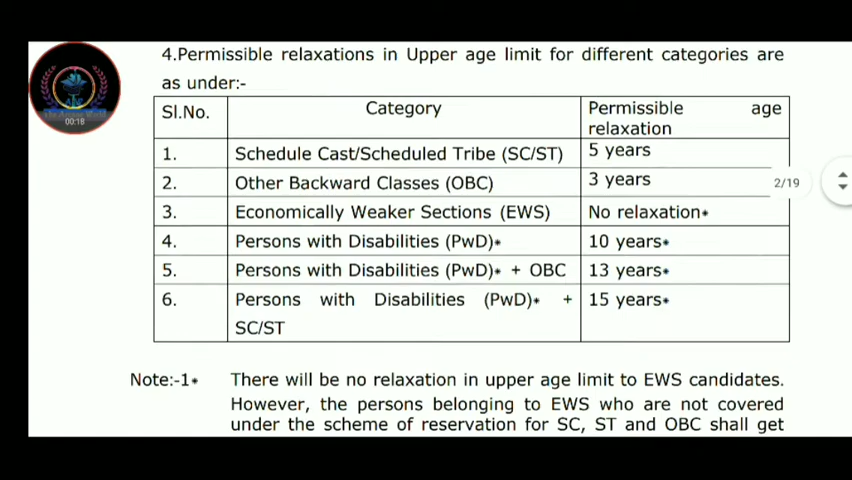 4.Permissible relaxations in Upper age limit for different categories are
as under:-
Sl.No. Category Permissible age relaxation
1. Schedule Cast/Scheduled Tribe (SC/ST) 5 years
2. Other Backward Classes (OBC) 3 years
3. Economically Weaker Sections (EWS) No relaxation*
4. Persons with Disabilities (PwD)* 10 years*
5. Persons with Disabilities (PwD)* + OBC 13 years*
6. Persons with Disabilities (PwD)* + SC/ST 15 years*
Note:-1* There will be no relaxation in upper age limit to EWS candidates.
However, the persons belonging to EWS who are not covered
under the scheme of reservation for SC, ST and OBC shall get
00:18
2/19